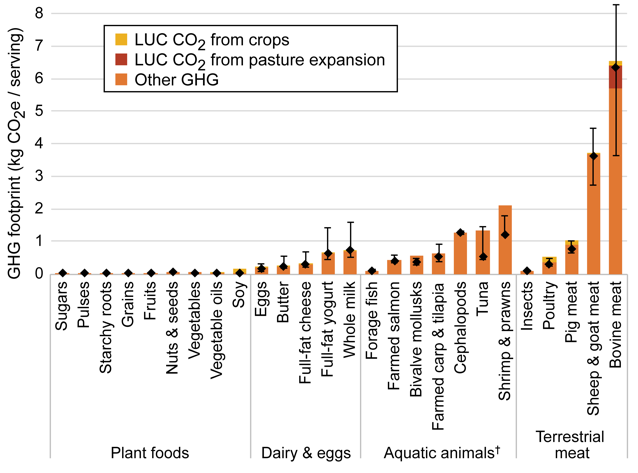 GHG footprint (kg CO2e / serving)
8
7
6
5
4
3
2
1
0
LUC CO2 from crops
LUC CO2 from pasture expansion
Other GHG
Sugars
Pulses
Starchy roots
Grains
Fruits
Nuts & seeds
Vegetables
Vegetable oils
Soy
Eggs
Butter
Full-fat cheese
Full-fat yogurt
Whole milk
Forage fish
Farmed salmon
Bivalve mollusks
Farmed carp & tilapia
Cephalopods
Tuna
Shrimp & prawns
Insects
Poultry
Pig meat
Sheep & goat meat
Bovine meat
Plant foods
Dairy & eggs
Aquatic animals†
Terrestrial
meat